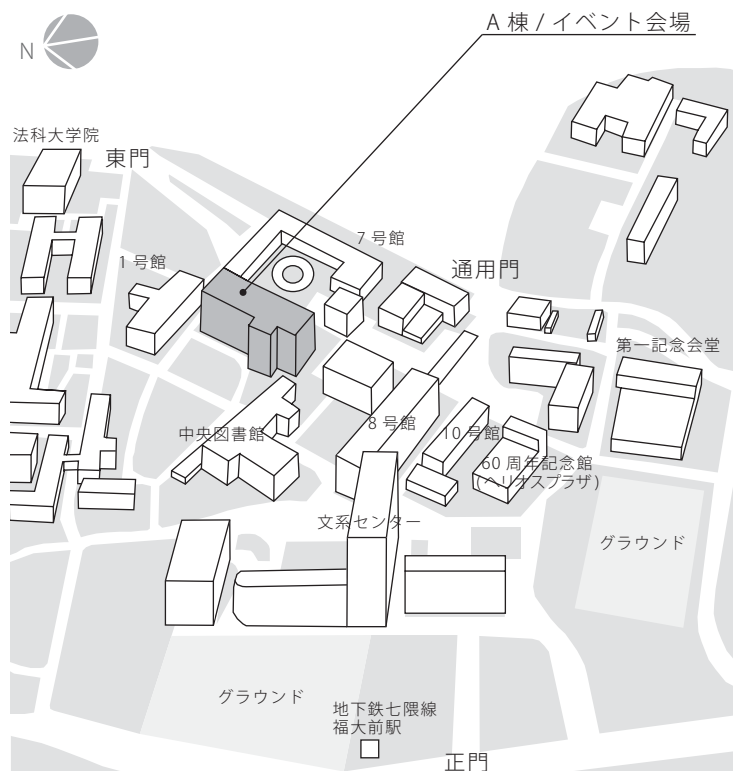 A 棟 / イベント会場
N
法科大学院
東門
7 号館
1 号館
通用門
第一記念会堂
中央図書館
8 号館
10 号館
60 周年記念館
(ヘリオスプラザ)
文系センター
グラウンド
グラウンド
地下鉄七隈線
福大前駅
正門